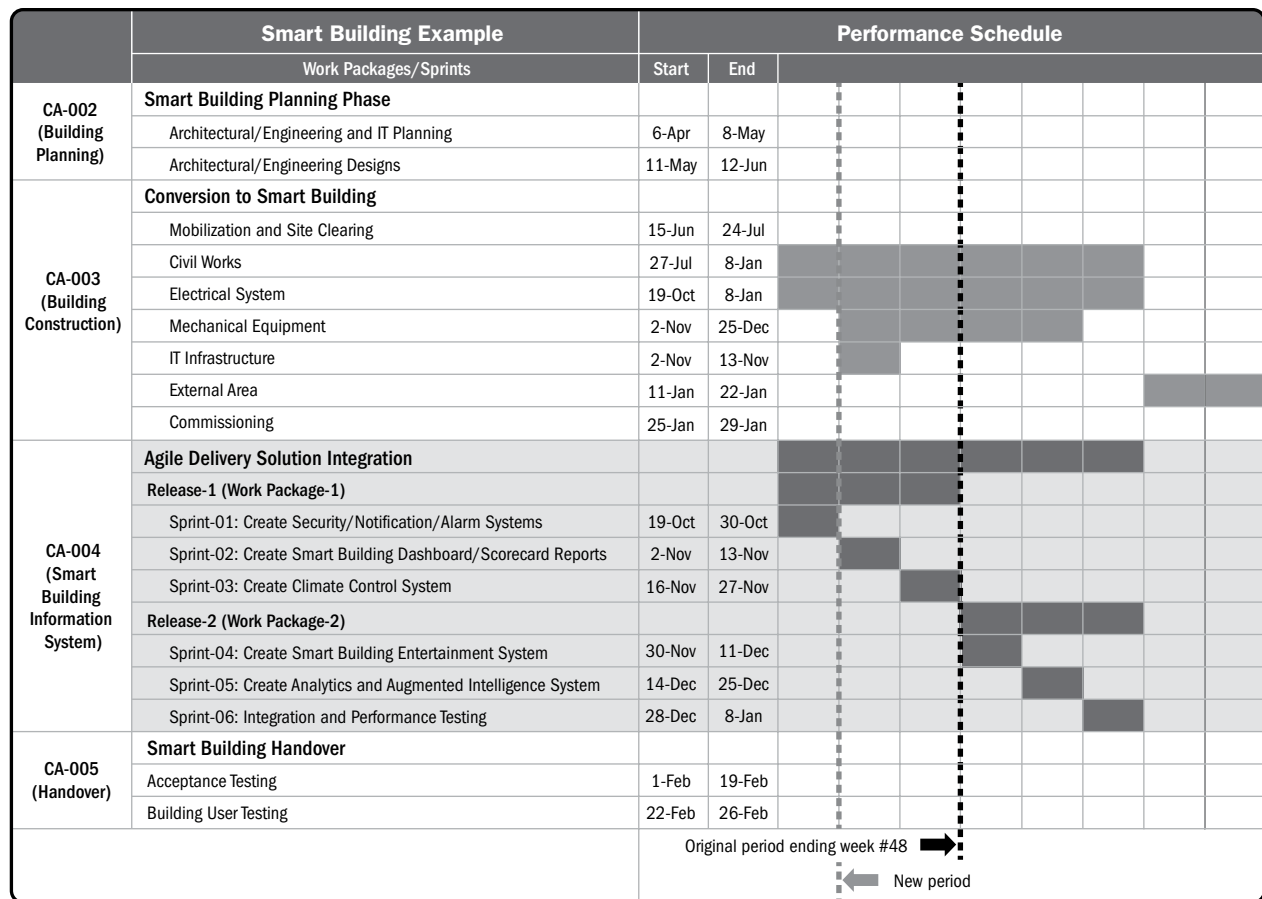 Smart Building Example Performance Schedule
Work Packages/Sprints Start End
CA-002
(Building
Planning)
Smart Building Planning Phase
Architectural/Engineering and IT Planning 6-Apr 8-May
Architectural/Engineering Designs 11-May 12-Jun
CA-003
(Building
Construction)
Conversion to Smart Building
Mobilization and Site Clearing 15-Jun 24-Jul
Civil Works 27-Jul 8-Jan
Electrical System 19-Oct 8-Jan
Mechanical Equipment 2-Nov 25-Dec
IT Infrastructure 2-Nov 13-Nov
External Area 11-Jan 22-Jan
Commissioning 25-Jan 29-Jan
CA-004
(Smart
Building
Information
System)
Agile Delivery Solution Integration
Release-1 (Work Package-1)
Sprint-01: Create Security/Notification/Alarm Systems 19-Oct 30-Oct
Sprint-02: Create Smart Building Dashboard/Scorecard Reports 2-Nov 13-Nov
Sprint-03: Create Climate Control System 16-Nov 27-Nov
Release-2 (Work Package-2)
Sprint-04: Create Smart Building Entertainment System 30-Nov 11-Dec
Sprint-05: Create Analytics and Augmented Intelligence System 14-Dec 25-Dec
Sprint-06: Integration and Performance Testing 28-Dec 8-Jan
CA-005
(Handover)
Smart Building Handover
Acceptance Testing 1-Feb 19-Feb
Building User Testing 22-Feb 26-Feb
Original period ending week #48
New period